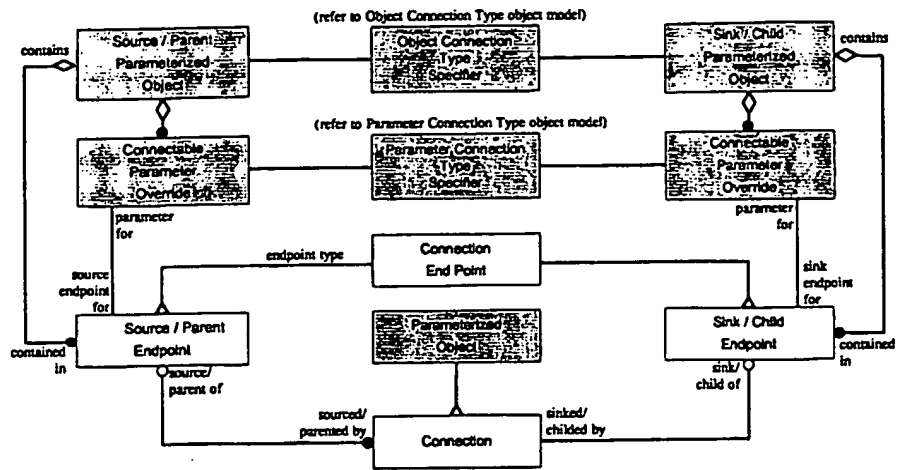 (refer to Object Connection Type object model)
contains
Source / Parent
Parameterized
Object
Object Connection
Type
Specifier
Sink / Child
Parameterized
Object
contains
(refer to Parameter Connection Type object model)
Connectable
Parameter
Override
Parameter Connection
Type
Specifier
Connectable
Parameter
Override
parameter
for
parameter
for
endpoint type
Connection
End Point
source
endpoint
for
sink
endpoint
for
Source / Parent
Endpoint
Parameterized
Object
Sink / Child
Endpoint
contained
in
contained
in
source/
parent of
sink/
child of
sourced/
parented by
sinked/
childed by
Connection